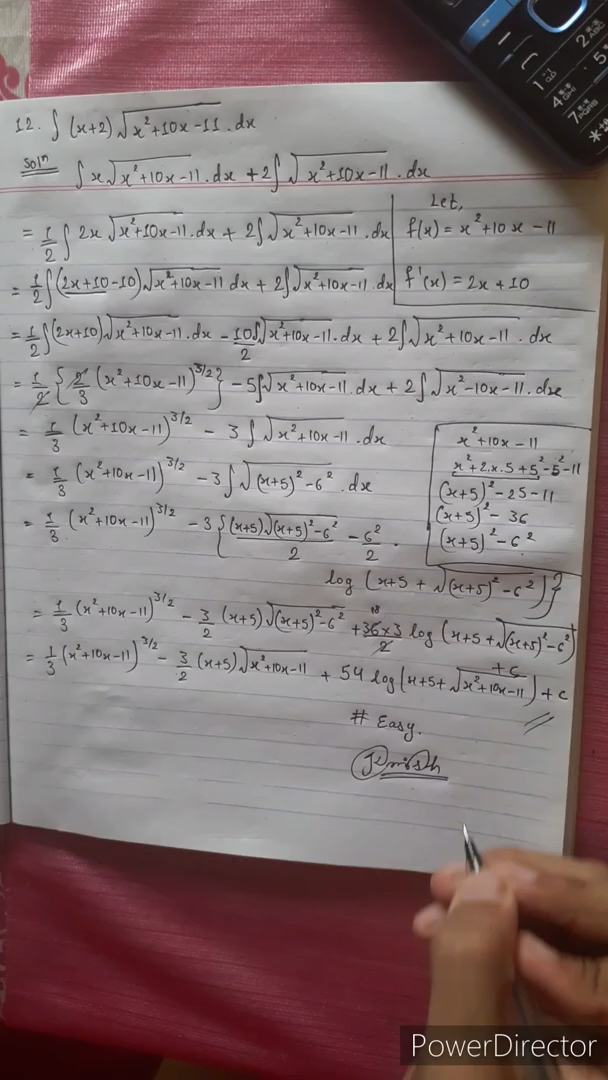 12. ∫ (x+2) √(x²+10x-11) . dx
Solⁿ ∫ x√(x²+10x-11) . dx + 2∫ √(x²+10x-11) . dx
= 1/2 ∫ 2x √(x²+10x-11) . dx + 2∫ √(x²+10x-11) . dx
Let,
f(x) = x²+10x-11
f'(x) = 2x+10
= 1/2 ∫ (2x+10-10) √(x²+10x-11) dx + 2∫ √(x²+10x-11) . dx
= 1/2 ∫ (2x+10) √(x²+10x-11) . dx - 10/2 ∫ √(x²+10x-11) . dx + 2∫ √(x²+10x-11) . dx
= 1/2 { 2/3 (x²+10x-11)^3/2 } - 5∫ √(x²+10x-11) . dx + 2∫ √(x²-10x-11) . dx
= 1/3 (x²+10x-11)^3/2 - 3 ∫ √(x²+10x-11) . dx
= 1/3 (x²+10x-11)^3/2 - 3∫ √((x+5)²-6²) . dx
= 1/3 (x²+10x-11)^3/2 - 3 { (x+5)√((x+5)²-6²)/2 - 6²/2 .
log (x+5 + √((x+5)²-6²) ) }
x²+10x-11
x²+2.x.5+5²-5²-11
(x+5)²-25-11
(x+5)²-36
(x+5)²-6²
= 1/3 (x²+10x-11)^3/2 - 3/2 (x+5) √((x+5)²-6²) + 36×3/2 18 log (x+5+√((x+5)²-6²)
+c
= 1/3 (x²+10x-11)^3/2 - 3/2 (x+5) √(x²+10x-11) + 54 log (x+5+ √(x²+10x-11) ) + c
# Easy.
PowerDirector